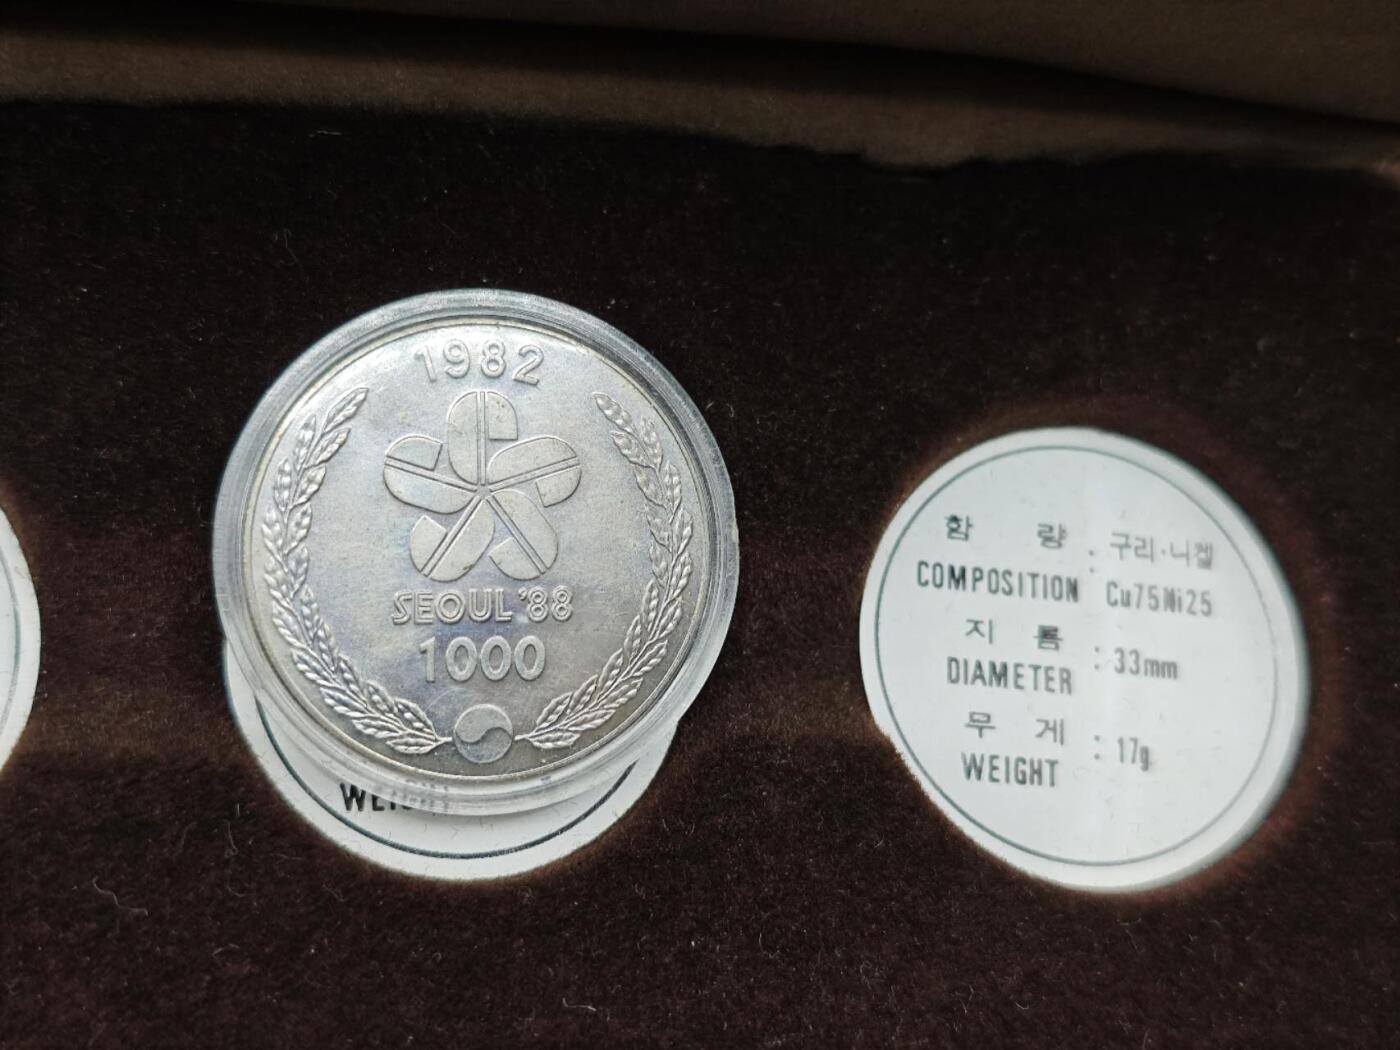 1982
SEOUL '88
1000
WEIGHT
함 량 : 구리·니켈
COMPOSITION Cu75Ni25
지 름 : 33mm
DIAMETER
무 게 : 17g
WEIGHT